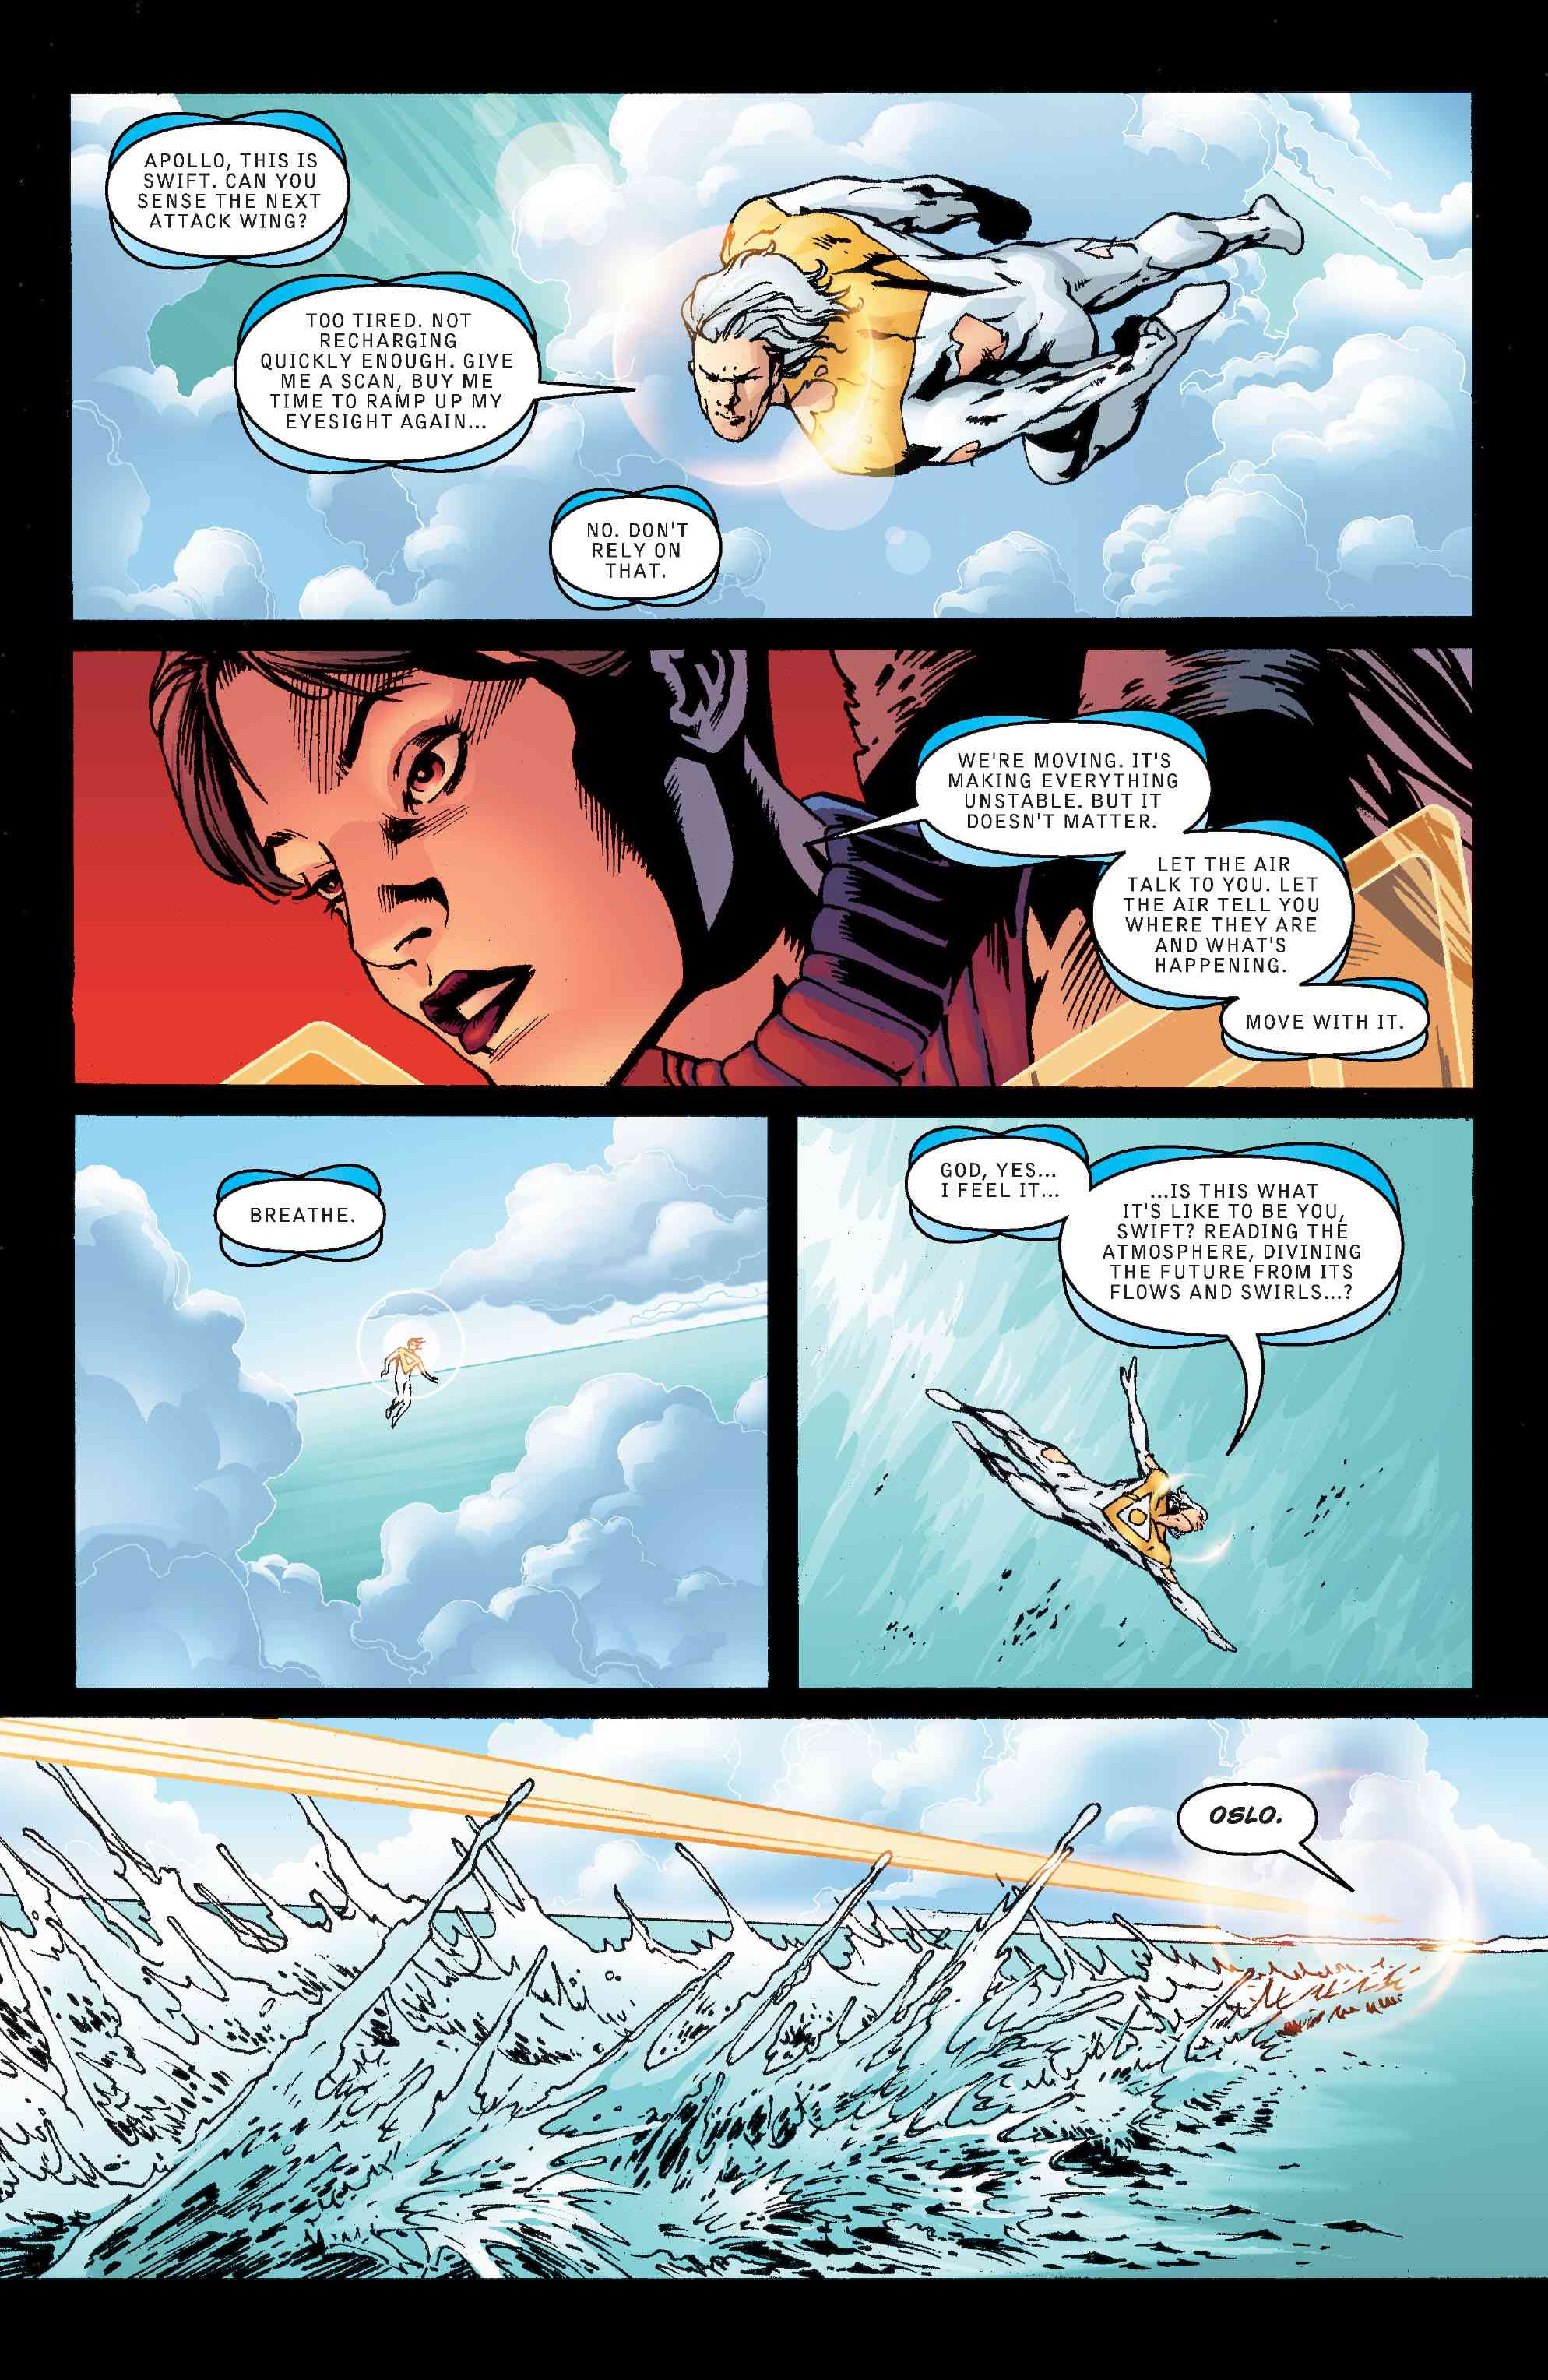 APOLLO, THIS IS
SWIFT. CAN YOU
SENSE THE NEXT
ATTACK WING?
TOO TIRED. NOT
RECHARGING
QUICKLY ENOUGH. GIVE
ME A SCAN, BUY ME
TIME TO RAMP UP MY
EYESIGHT AGAIN...
NO. DON'T
RELY ON
THAT.
WE'RE MOVING. IT'S
MAKING EVERYTHING
UNSTABLE. BUT IT
DOESN'T MATTER.
LET THE AIR
TALK TO YOU. LET
THE AIR TELL YOU
WHERE THEY ARE
AND WHAT'S
HAPPENING.
MOVE WITH IT.
BREATHE.
GOD, YES...
I FEEL IT...
...IS THIS WHAT
IT'S LIKE TO BE YOU,
SWIFT? READING THE
ATMOSPHERE, DIVINING
THE FUTURE FROM ITS
FLOWS AND SWIRLS...?
OSLO.